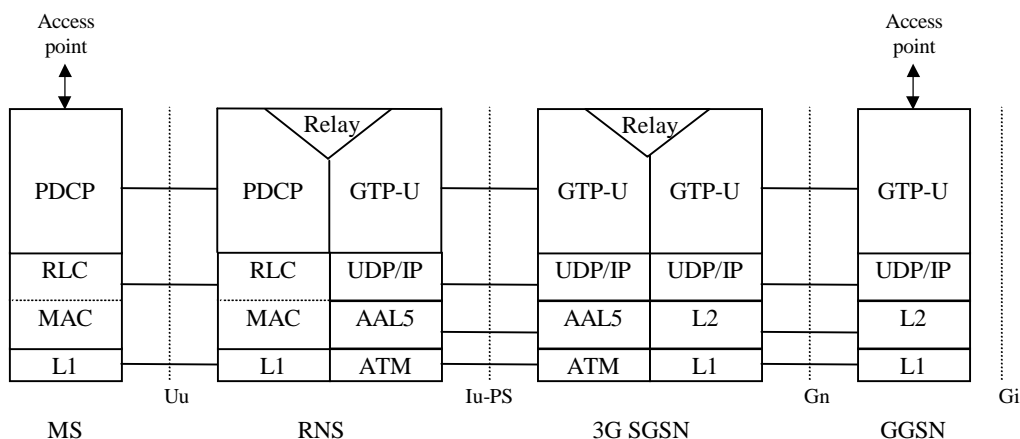 Access
point
Access
point
Relay
Relay
PDCP
PDCP
GTP-U
GTP-U
GTP-U
GTP-U
RLC
RLC
UDP/IP
UDP/IP
UDP/IP
UDP/IP
MAC
MAC
AAL5
AAL5
L2
L2
L1
L1
ATM
ATM
L1
L1
Uu
Iu-PS
Gn
Gi
MS
RNS
3G SGSN
GGSN